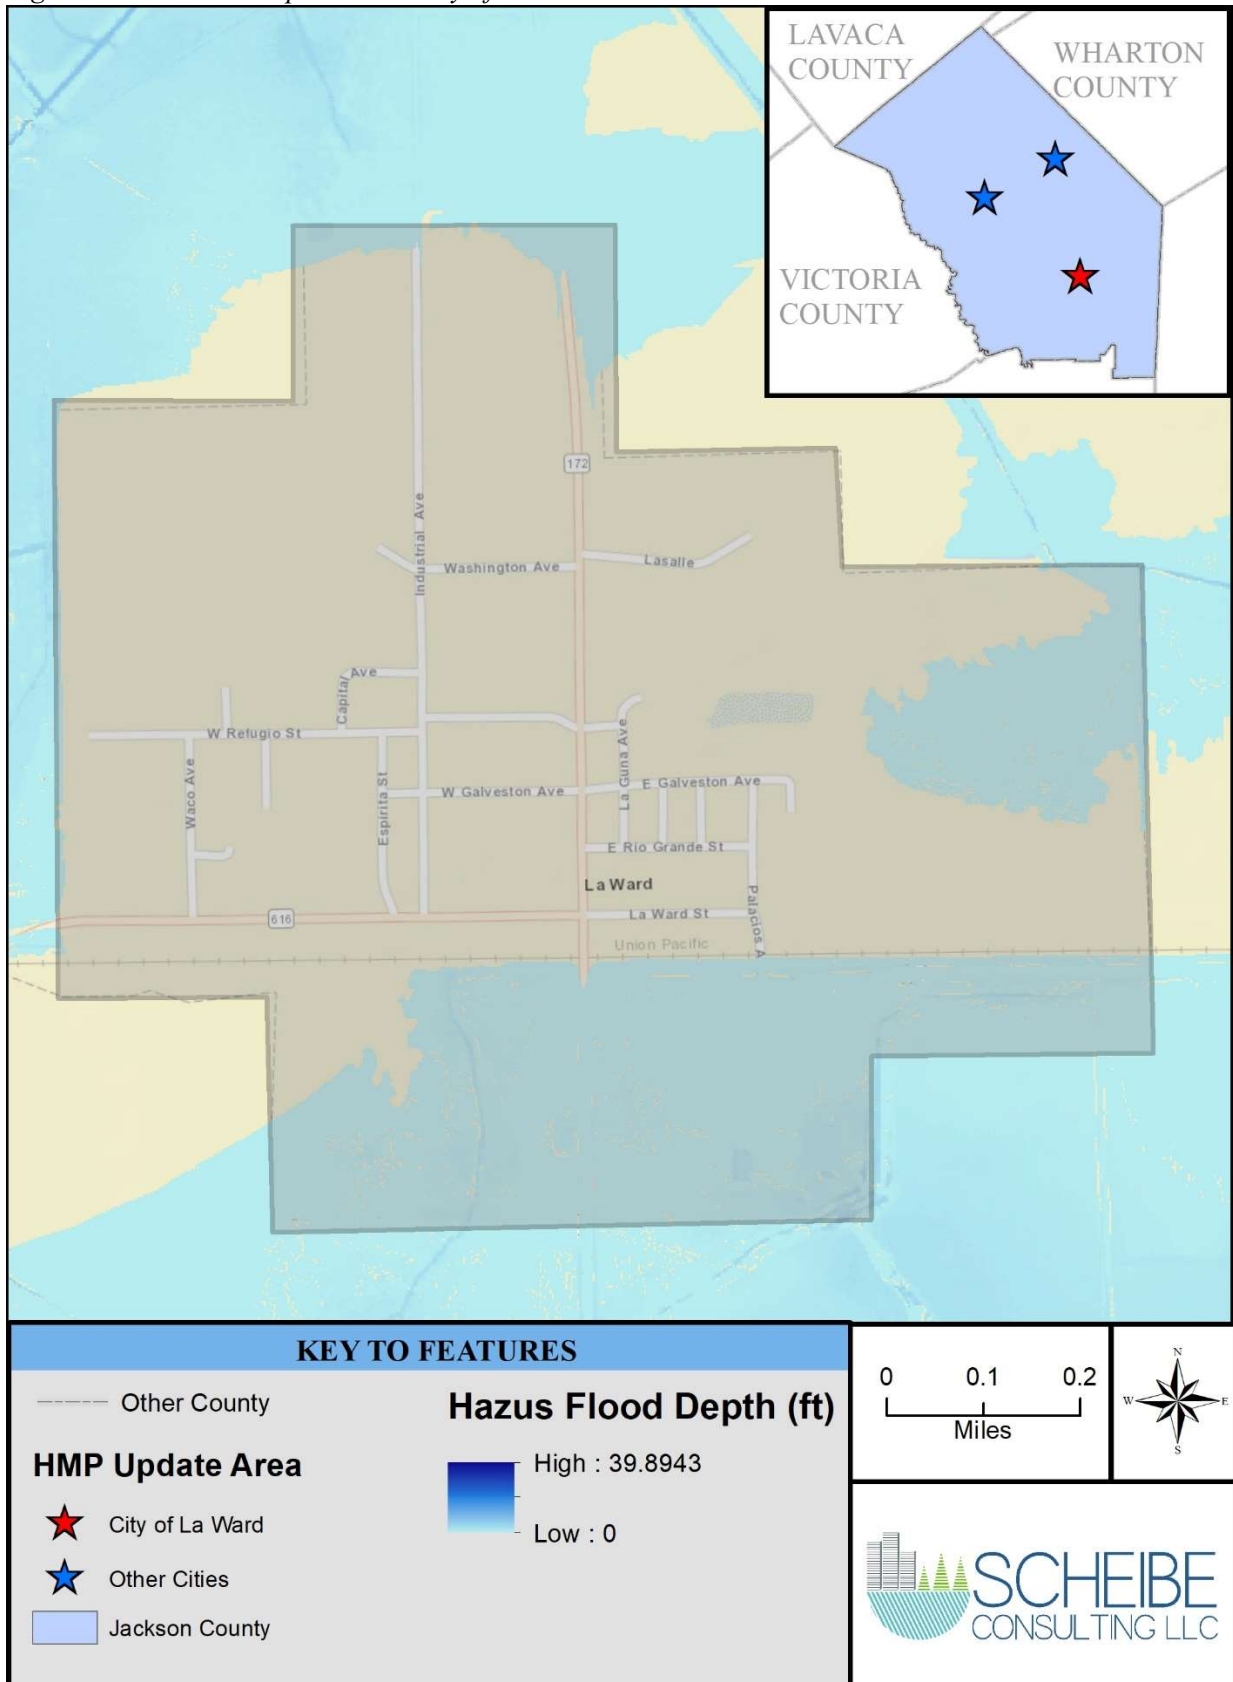 LAVACA
COUNTY
WHARTON
COUNTY
VICTORIA
COUNTY
172
Industrial Ave
Washington Ave
Lasalle
Capital Ave
W Refugio St
Waco Ave
Espirita St
La Guna Ave
W Galveston Ave
E Galveston Ave
E Rio Grande St
La Ward
La Ward St
Palacios A
616
Union Pacific
KEY TO FEATURES
Other County
HMP Update Area
City of La Ward
Other Cities
Jackson County
Hazus Flood Depth (ft)
High : 39.8943
Low : 0
0 0.1 0.2
Miles
N
W E
S
SCHEIBE
CONSULTING LLC